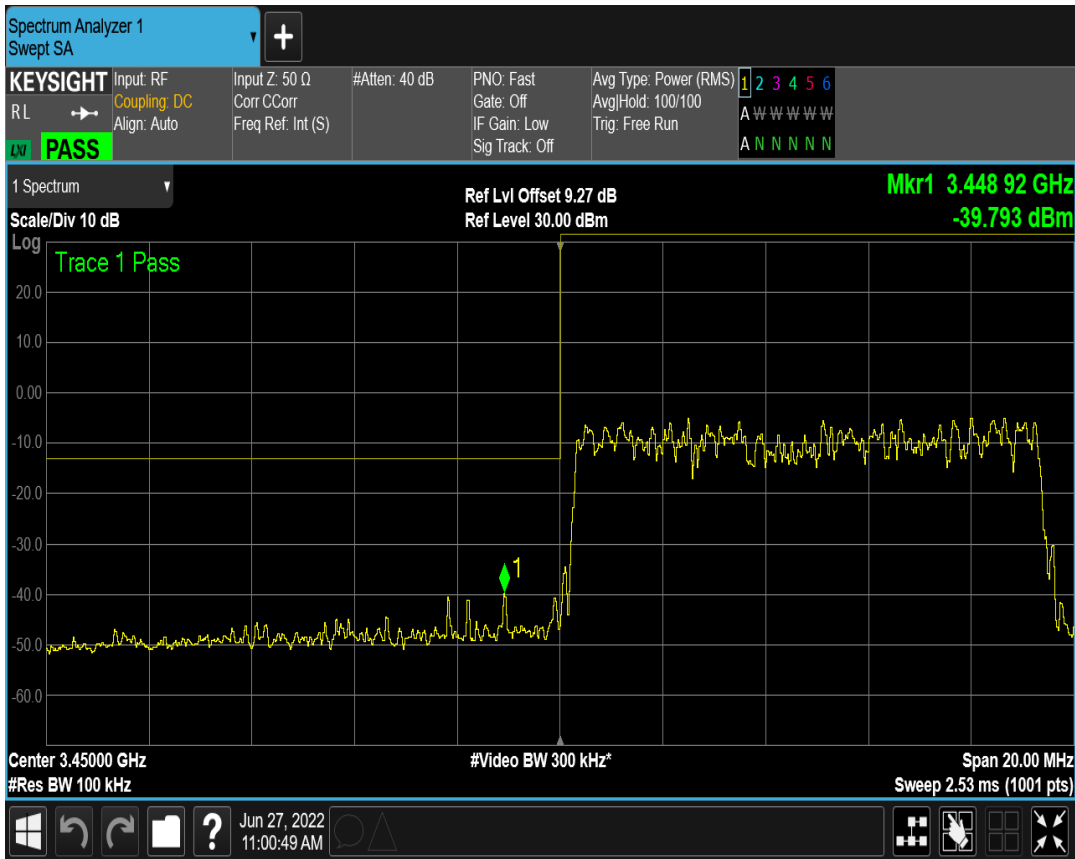 Spectrum Analyzer 1
Swept SA
+
KEYSIGHT
R L
LXI PASS
Input: RF
Coupling: DC
Align: Auto
Input Z: 50 Ω
Corr CCorr
Freq Ref: Int (S)
#Atten: 40 dB
PNO: Fast
Gate: Off
IF Gain: Low
Sig Track: Off
Avg Type: Power (RMS)
Avg|Hold: 100/100
Trig: Free Run
1 2 3 4 5 6
A W W W W W
A N N N N N
1 Spectrum
Scale/Div 10 dB
Ref Lvl Offset 9.27 dB
Ref Level 30.00 dBm
Mkr1 3.448 92 GHz
-39.793 dBm
Log
Trace 1 Pass
20.0
10.0
0.00
-10.0
-20.0
-30.0
1
-40.0
-50.0
-60.0
Center 3.45000 GHz
#Res BW 100 kHz
#Video BW 300 kHz*
Span 20.00 MHz
Sweep 2.53 ms (1001 pts)
?
Jun 27, 2022
11:00:49 AM